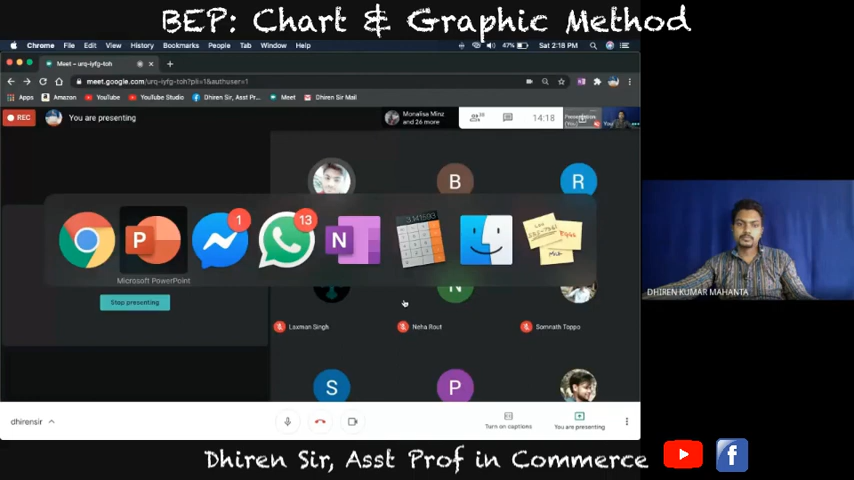 BEP: Chart & Graphic Method
Chrome File Edit View History Bookmarks People Tab Window Help
47% Sat 2:18 PM
Meet – urq-iyfg-toh
meet.google.com/urq-iyfg-toh?pli=1&authuser=1
Apps Amazon YouTube YouTube Studio Dhiren Sir, Asst Pr... Meet Dhiren Sir Mail
REC
You are presenting
Monalisa Minz
and 26 more
14:18
Presentation
B
R
P
1
13
N
Microsoft PowerPoint
Stop presenting
N
Laxman Singh
Neha Rout
Somnath Toppo
S
P
dhirensir
Turn on captions
You are presenting
DHIREN KUMAR MAHANTA
Dhiren Sir, Asst Prof in Commerce
f